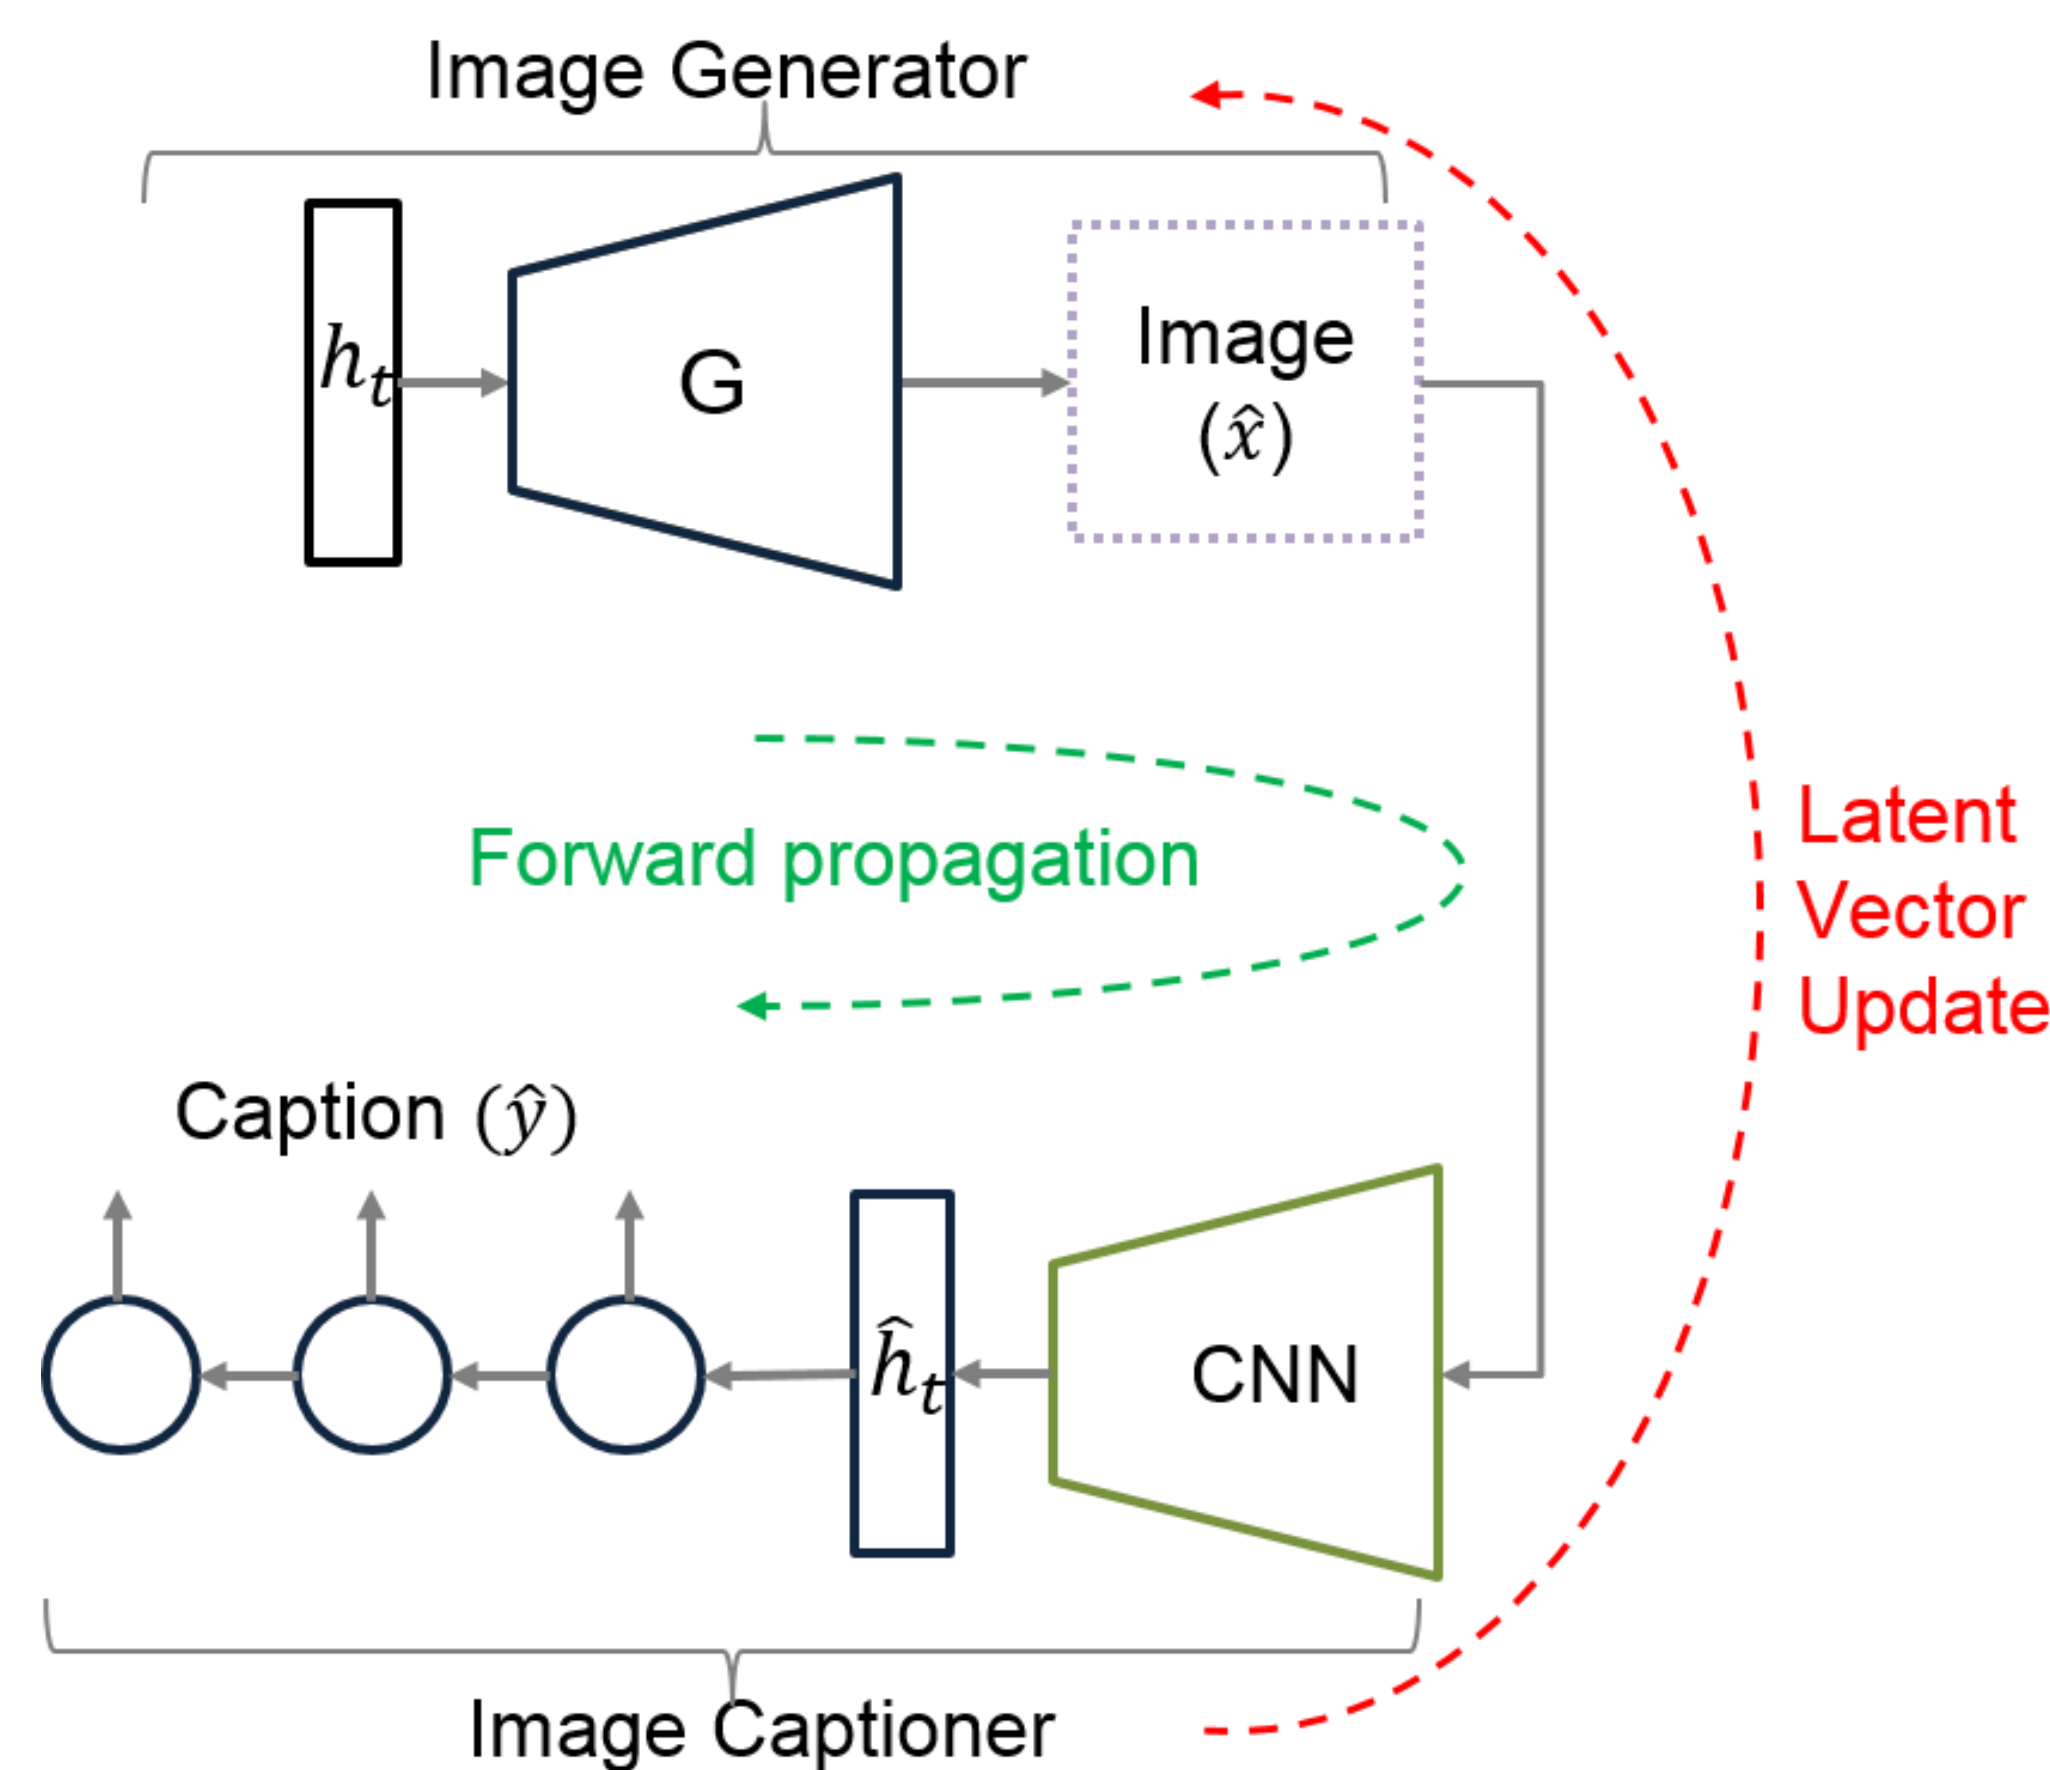 Image Generator
h_t
G
Image
(x̂)
Forward propagation
Latent
Vector
Update
Caption (ŷ)
ĥ_t
CNN
Image Captioner